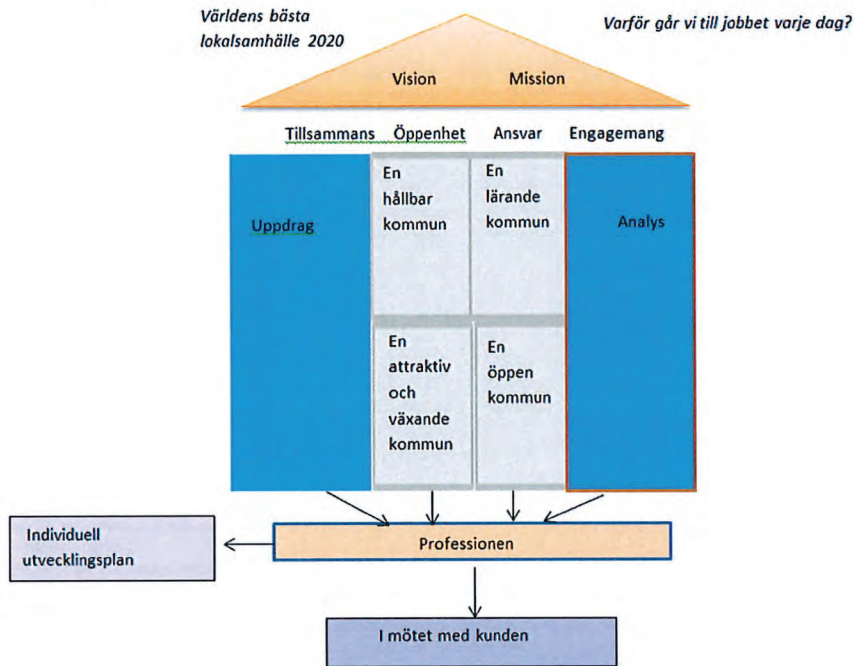 Världens bästa
lokalsamhälle 2020
Varför går vi till jobbet varje dag?
Vision
Mission
Tillsammans Öppenhet Ansvar Engagemang
Uppdrag
En
hållbar
kommun
En
lärande
kommun
Analys
En
attraktiv
och
växande
kommun
En
öppen
kommun
Individuell
utvecklingsplan
Professionen
I mötet med kunden